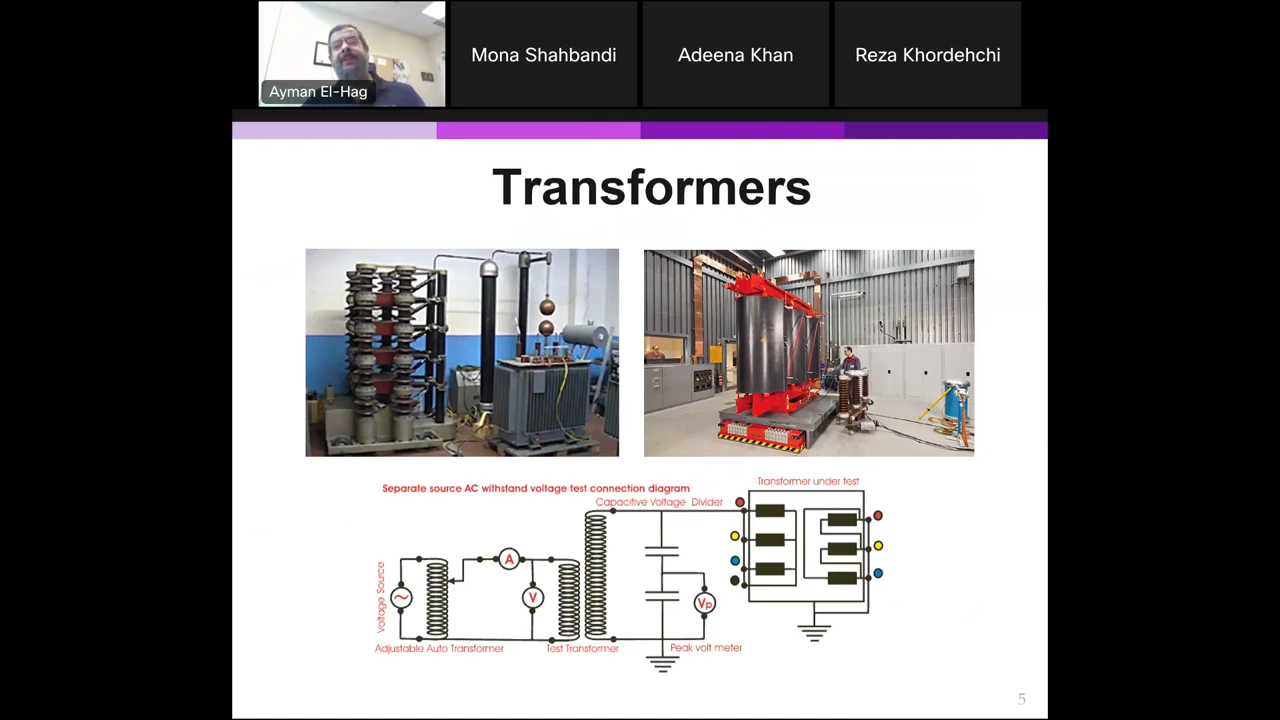 Ayman El-Hag
Mona Shahbandi
Adeena Khan
Reza Khordehchi
Transformers
Separate source AC withstand voltage test connection diagram
Capacitive Voltage Divider
Transformer under test
Voltage Source
A
V
Vp
Adjustable Auto Transformer
Test Transformer
Peak volt meter
5